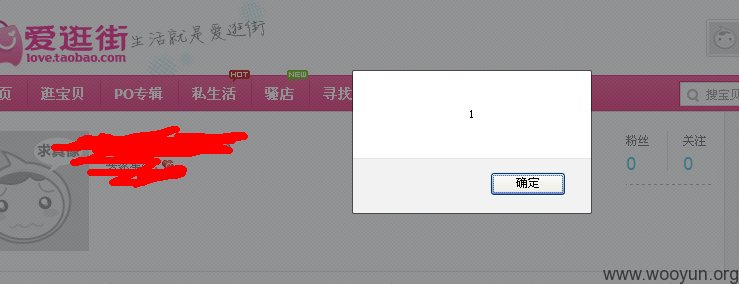 爱逛街
love.taobao.com
生活就是爱逛街
HOT
NEW
页 逛宝贝 PO专辑 私生活 骚店 寻找
搜宝贝
1
确定
求真像
粉丝 关注
0 0
www.wooyun.org